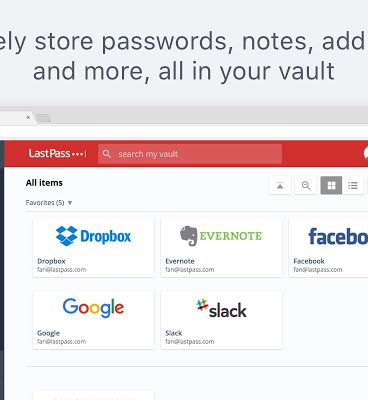 ely store passwords, notes, add
and more, all in your vault
LastPass•••|
search my vault
All items
Favorites (5) ▼
Dropbox
EVERNOTE
facebo
Dropbox
fan@lastpass.com
Evernote
fan@lastpass.com
Facebook
fan@lastpass.com
Google
slack
Google
fan@lastpass.com
Slack
fan@lastpass.com